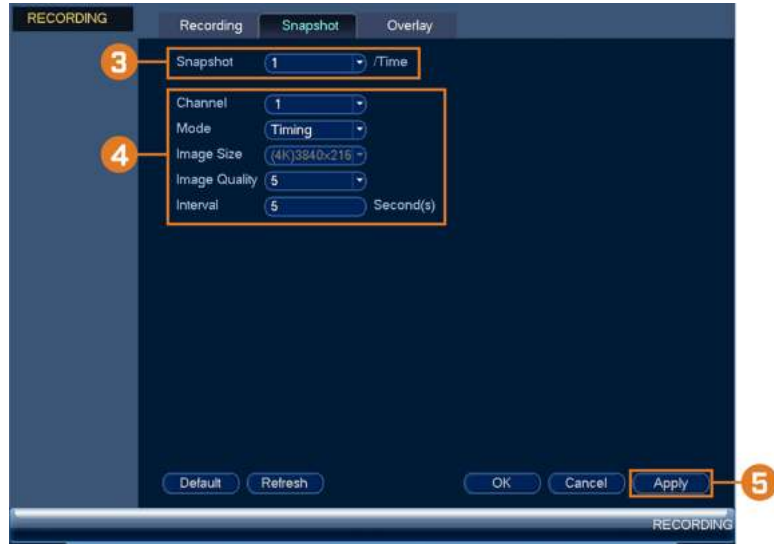 RECORDING
Recording Snapshot Overlay
3 Snapshot 1 /Time
Channel 1
Mode Timing
4 Image Size (4K)3840x216
Image Quality 5
Interval 5 Second(s)
Default Refresh OK Cancel Apply 5
RECORDING